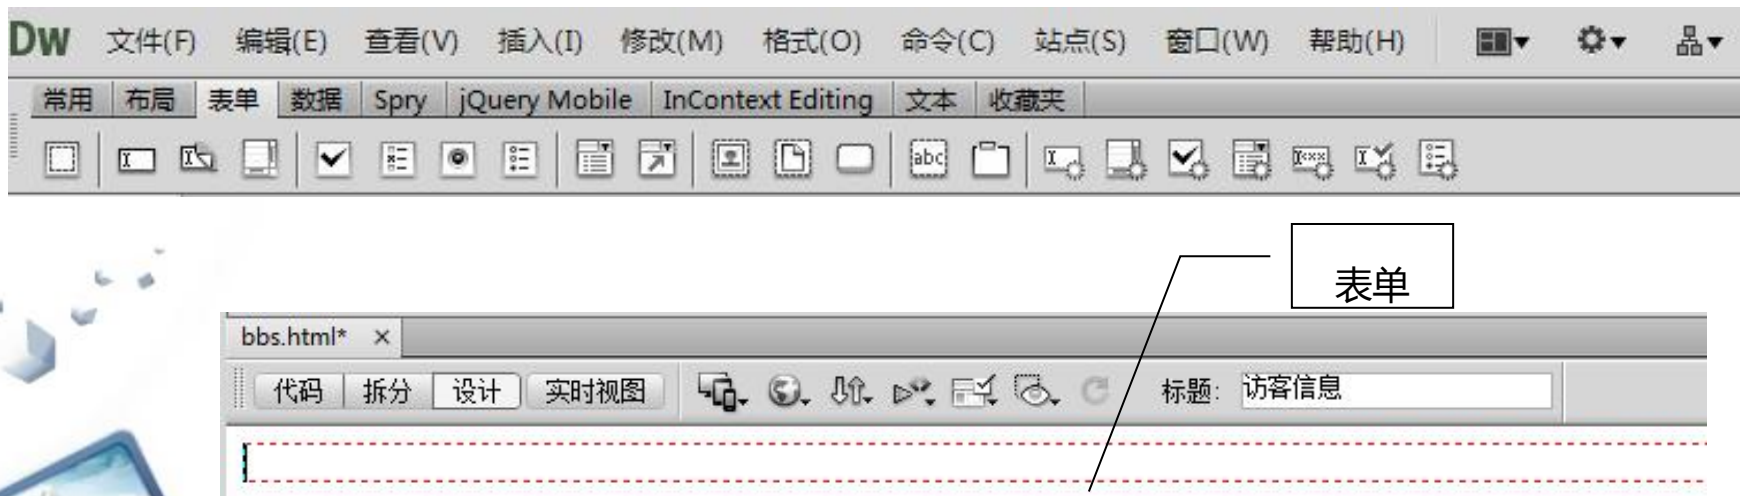 Dw 文件(F) 编辑(E) 查看(V) 插入(I) 修改(M) 格式(O) 命令(C) 站点(S) 窗口(W) 帮助(H)
常用 布局 表单 数据 Spry jQuery Mobile InContext Editing 文本 收藏夹
abc
表单
bbs.html* ×
代码 拆分 设计 实时视图 标题: 访客信息